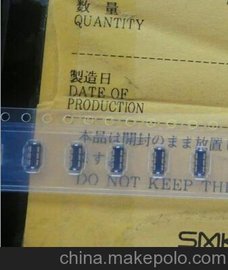 数 量
QUANTITY
製造日
DATE OF
PRODUCTION
本品は開封のまま放置
す
DO NOT KEEP THE
SMK
china.makepolo.com